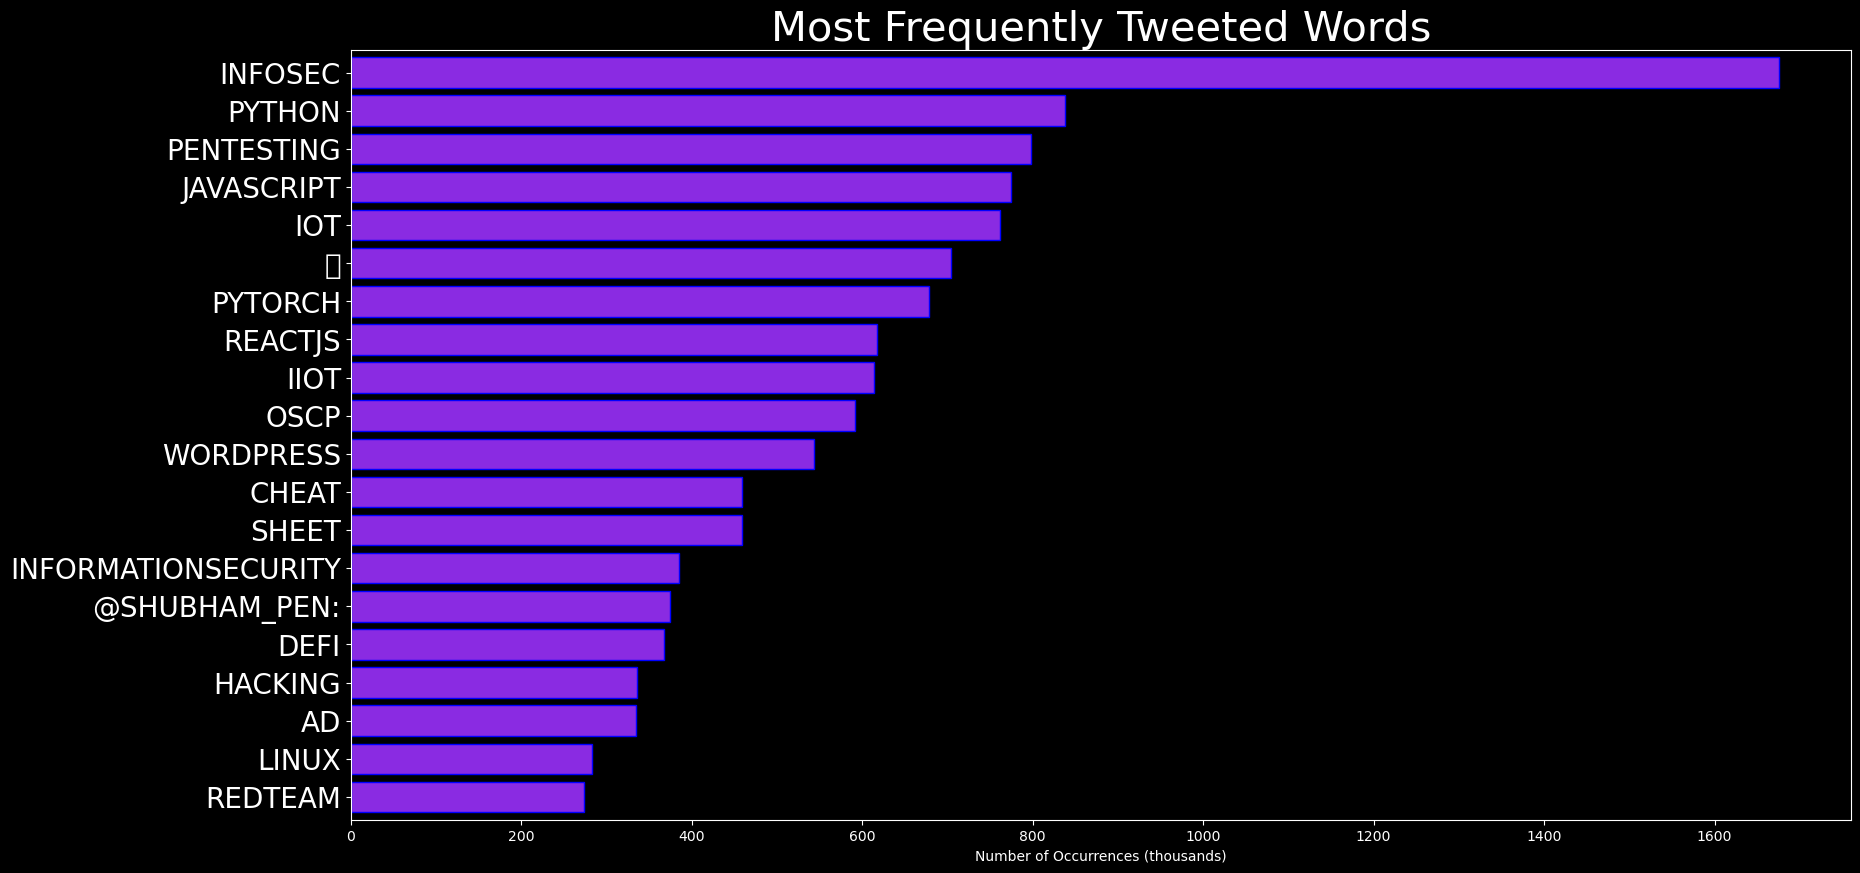 Most Frequently Tweeted Words
INFOSEC
PYTHON
PENTESTING
JAVASCRIPT
IOT
PYTORCH
REACTJS
IIOT
OSCP
WORDPRESS
CHEAT
SHEET
INFORMATIONSECURITY
@SHUBHAM_PEN:
DEFI
HACKING
AD
LINUX
REDTEAM
0 200 400 600 800 1000 1200 1400 1600
Number of Occurrences (thousands)